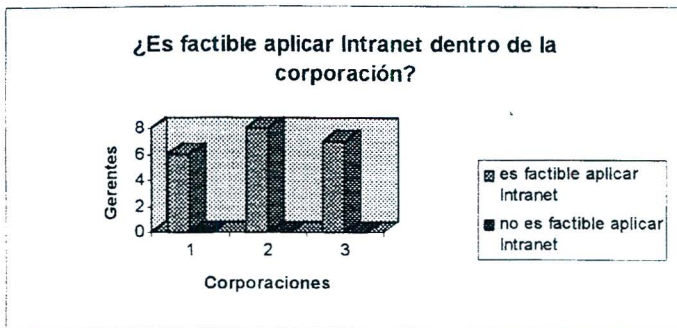 ¿Es factible aplicar Intranet dentro de la
corporación?
8
6
4
2
0
Gerentes
1 2 3
Corporaciones
es factible aplicar
Intranet
no es factible aplicar
Intranet